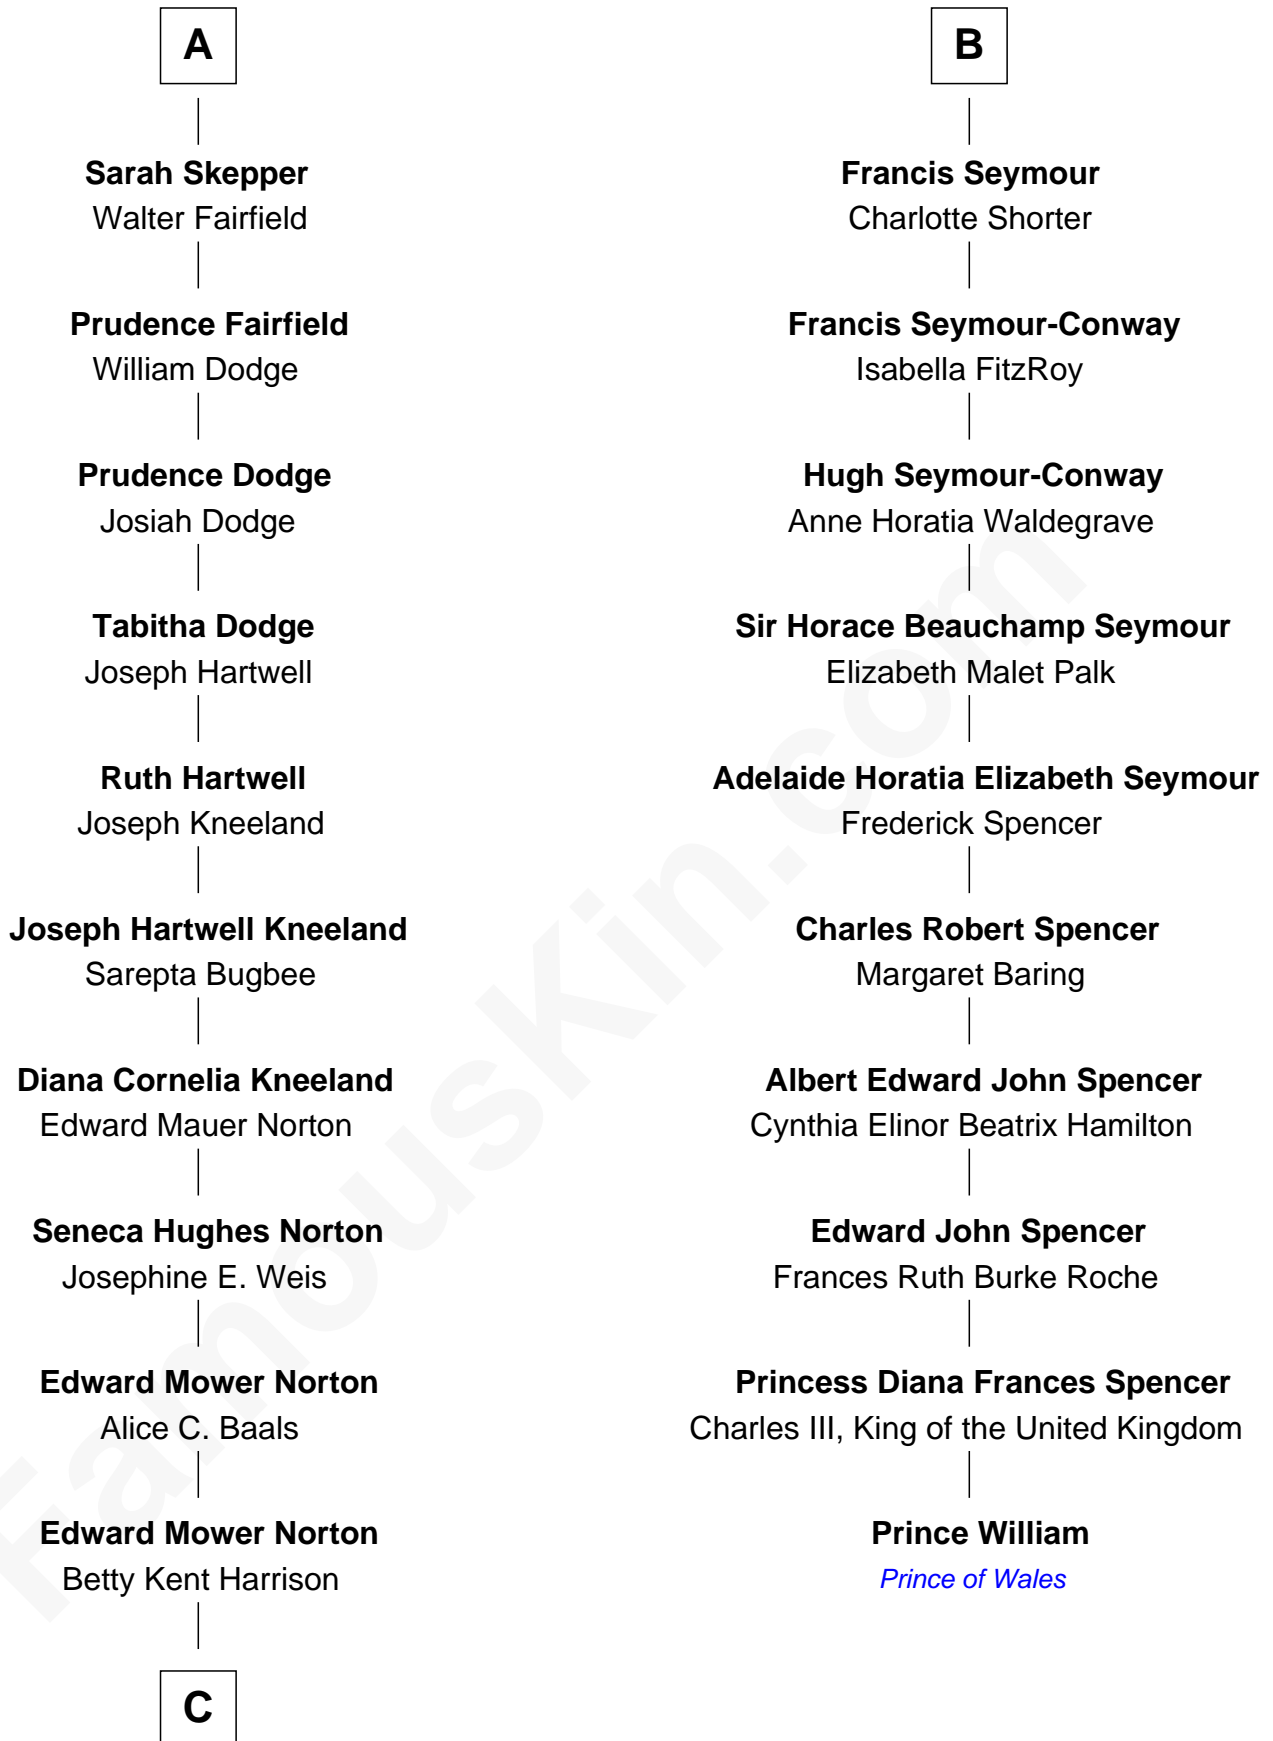 A
Sarah Skepper
Walter Fairfield
Prudence Fairfield
William Dodge
Prudence Dodge
Josiah Dodge
Tabitha Dodge
Joseph Hartwell
Ruth Hartwell
Joseph Kneeland
Joseph Hartwell Kneeland
Sarepta Bugbee
Diana Cornelia Kneeland
Edward Mauer Norton
Seneca Hughes Norton
Josephine E. Weis
Edward Mower Norton
Alice C. Baals
Edward Mower Norton
Betty Kent Harrison
C
B
Francis Seymour
Charlotte Shorter
Francis Seymour-Conway
Isabella FitzRoy
Hugh Seymour-Conway
Anne Horatia Waldegrave
Sir Horace Beauchamp Seymour
Elizabeth Malet Palk
Adelaide Horatia Elizabeth Seymour
Frederick Spencer
Charles Robert Spencer
Margaret Baring
Albert Edward John Spencer
Cynthia Elinor Beatrix Hamilton
Edward John Spencer
Frances Ruth Burke Roche
Princess Diana Frances Spencer
Charles III, King of the United Kingdom
Prince William
Prince of Wales
FamousKin.com